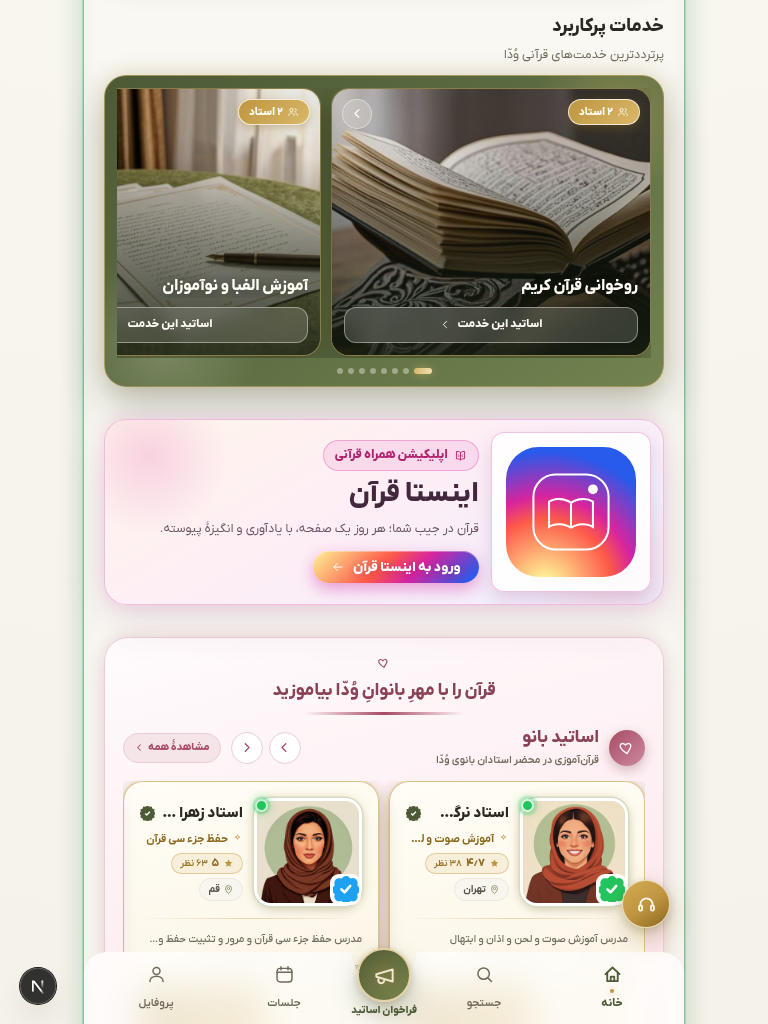 خدمات پرکاربرد
پرترددترین خدمت‌های قرآنی وُدّا
۲ استاد
روخوانی قرآن کریم
اساتید این خدمت
۲ استاد
آموزش الفبا و نوآموزان
اساتید این خدمت
اپلیکیشن همراه قرآنی
اینستا قرآن
قرآن در جیب شما؛ هر روز یک صفحه، با یادآوری و انگیزهٔ پیوسته.
ورود به اینستا قرآن
قرآن را با مهرِ بانوانِ وُدّا بیاموزید
اساتید بانو
قرآن‌آموزی در محضر استادان بانوی وُدّا
مشاهدهٔ همه
استاد نرگـ...
آموزش صوت و لـ...
۴٫۷ ۳۸ نظر
تهران
مدرس آموزش صوت و لحن و اذان و ابتهال
استاد زهرا ...
حفظ جزء سی قرآن
۵ ۶۳ نظر
قم
مدرس حفظ جزء سی قرآن و مرور و تثبیت حفظ و...
خانه
جستجو
فراخوان اساتید
جلسات
پروفایل
N